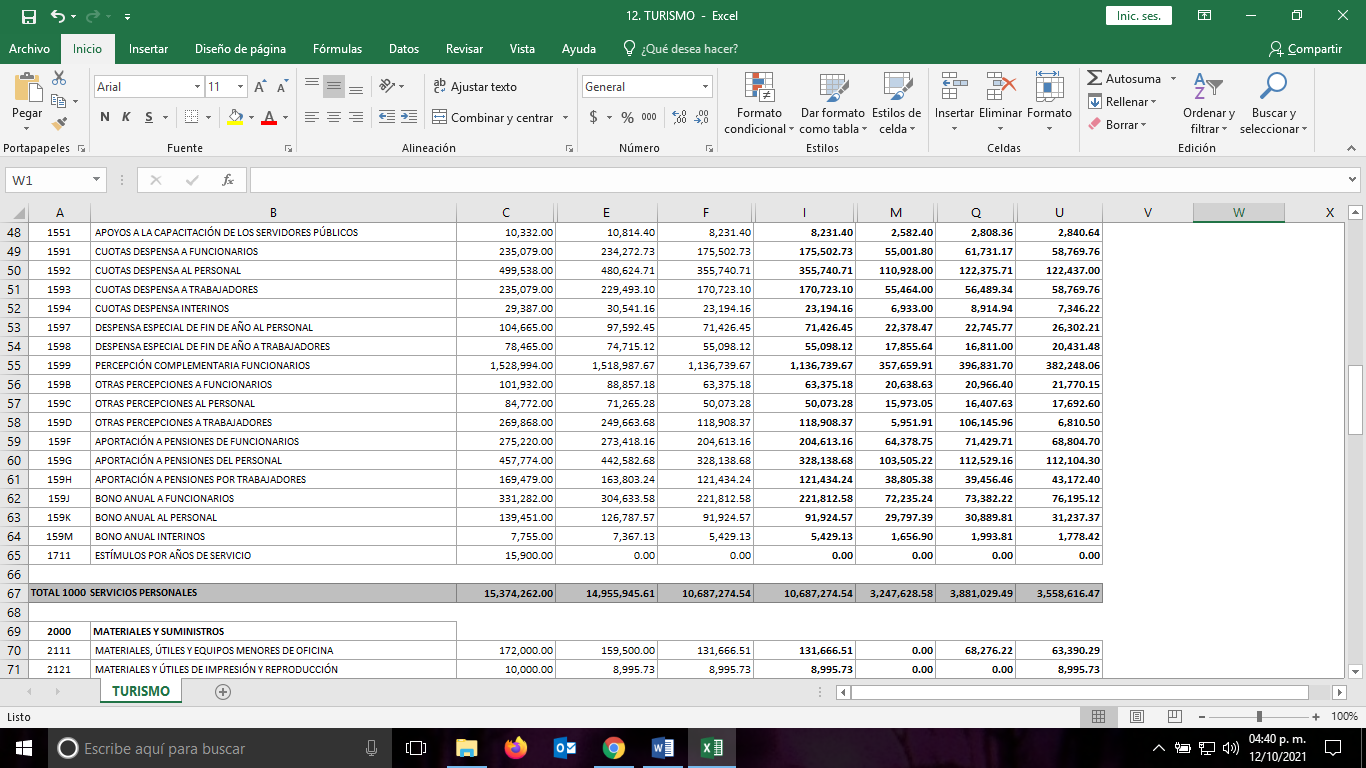 12. TURISMO - Excel
Inic. ses.
Archivo Inicio Insertar Diseño de página Fórmulas Datos Revisar Vista Ayuda ¿Qué desea hacer? Compartir
Pegar
Arial 11 A A
N K S A
ab Ajustar texto
Combinar y centrar
General
$ % 000
Formato condicional
Dar formato como tabla
Estilos de celda
Insertar Eliminar Formato
Autosuma
Rellenar
Borrar
Ordenar y filtrar
Buscar y seleccionar
Portapapeles Fuente Alineación Número Estilos Celdas Edición
W1 fx
A B C E F I M Q U V W X
48 1551 APOYOS A LA CAPACITACIÓN DE LOS SERVIDORES PÚBLICOS 10,332.00 10,814.40 8,231.40 8,231.40 2,582.40 2,808.36 2,840.64
49 1591 CUOTAS DESPENSA A FUNCIONARIOS 235,079.00 234,272.73 175,502.73 175,502.73 55,001.80 61,731.17 58,769.76
50 1592 CUOTAS DESPENSA AL PERSONAL 499,538.00 480,624.71 355,740.71 355,740.71 110,928.00 122,375.71 122,437.00
51 1593 CUOTAS DESPENSA A TRABAJADORES 235,079.00 229,493.10 170,723.10 170,723.10 55,464.00 56,489.34 58,769.76
52 1594 CUOTAS DESPENSA INTERINOS 29,387.00 30,541.16 23,194.16 23,194.16 6,933.00 8,914.94 7,346.22
53 1597 DESPENSA ESPECIAL DE FIN DE AÑO AL PERSONAL 104,665.00 97,592.45 71,426.45 71,426.45 22,378.47 22,745.77 26,302.21
54 1598 DESPENSA ESPECIAL DE FIN DE AÑO A TRABAJADORES 78,465.00 74,715.12 55,098.12 55,098.12 17,855.64 16,811.00 20,431.48
55 1599 PERCEPCIÓN COMPLEMENTARIA FUNCIONARIOS 1,528,994.00 1,518,987.67 1,136,739.67 1,136,739.67 357,659.91 396,831.70 382,248.06
56 159B OTRAS PERCEPCIONES A FUNCIONARIOS 101,932.00 88,857.18 63,375.18 63,375.18 20,638.63 20,966.40 21,770.15
57 159C OTRAS PERCEPCIONES AL PERSONAL 84,772.00 71,265.28 50,073.28 50,073.28 15,973.05 16,407.63 17,692.60
58 159D OTRAS PERCEPCIONES A TRABAJADORES 269,868.00 249,663.68 118,908.37 118,908.37 5,951.91 106,145.96 6,810.50
59 159F APORTACIÓN A PENSIONES DE FUNCIONARIOS 275,220.00 273,418.16 204,613.16 204,613.16 64,378.75 71,429.71 68,804.70
60 159G APORTACIÓN A PENSIONES DEL PERSONAL 457,774.00 442,582.68 328,138.68 328,138.68 103,505.22 112,529.16 112,104.30
61 159H APORTACIÓN A PENSIONES POR TRABAJADORES 169,479.00 163,803.24 121,434.24 121,434.24 38,805.38 39,456.46 43,172.40
62 159J BONO ANUAL A FUNCIONARIOS 331,282.00 304,633.58 221,812.58 221,812.58 72,235.24 73,382.22 76,195.12
63 159K BONO ANUAL AL PERSONAL 139,451.00 126,787.57 91,924.57 91,924.57 29,797.39 30,889.81 31,237.37
64 159M BONO ANUAL INTERINOS 7,755.00 7,367.13 5,429.13 5,429.13 1,656.90 1,993.81 1,778.42
65 1711 ESTÍMULOS POR AÑOS DE SERVICIO 15,900.00 0.00 0.00 0.00 0.00 0.00 0.00
66
67 TOTAL 1000 SERVICIOS PERSONALES 15,374,262.00 14,955,945.61 10,687,274.54 10,687,274.54 3,247,628.58 3,881,029.49 3,558,616.47
68
69 2000 MATERIALES Y SUMINISTROS
70 2111 MATERIALES, ÚTILES Y EQUIPOS MENORES DE OFICINA 172,000.00 159,500.00 131,666.51 131,666.51 0.00 68,276.22 63,390.29
71 2121 MATERIALES Y ÚTILES DE IMPRESIÓN Y REPRODUCCIÓN 10,000.00 8,995.73 8,995.73 8,995.73 0.00 0.00 8,995.73
TURISMO
Listo 100%
Escribe aquí para buscar
04:40 p. m.
12/10/2021